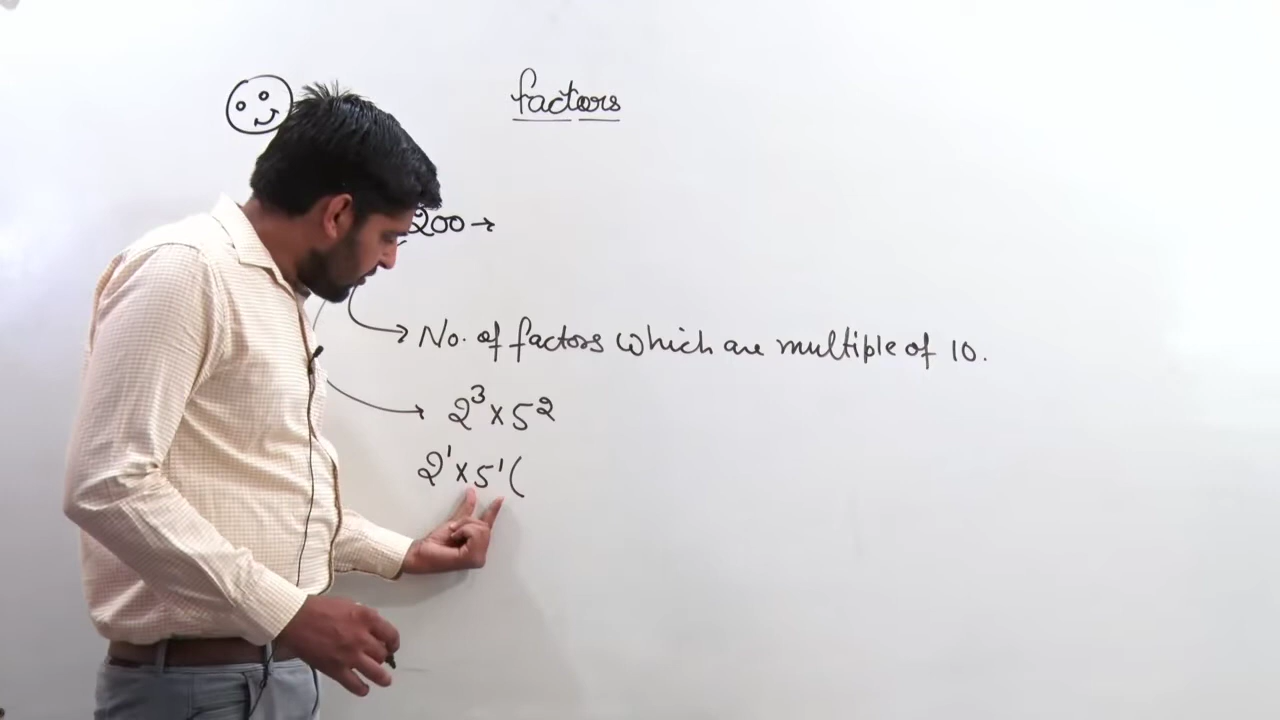 factors
200 →
No. of factors which are multiple of 10.
2³ x 5²
2¹ x 5¹ (